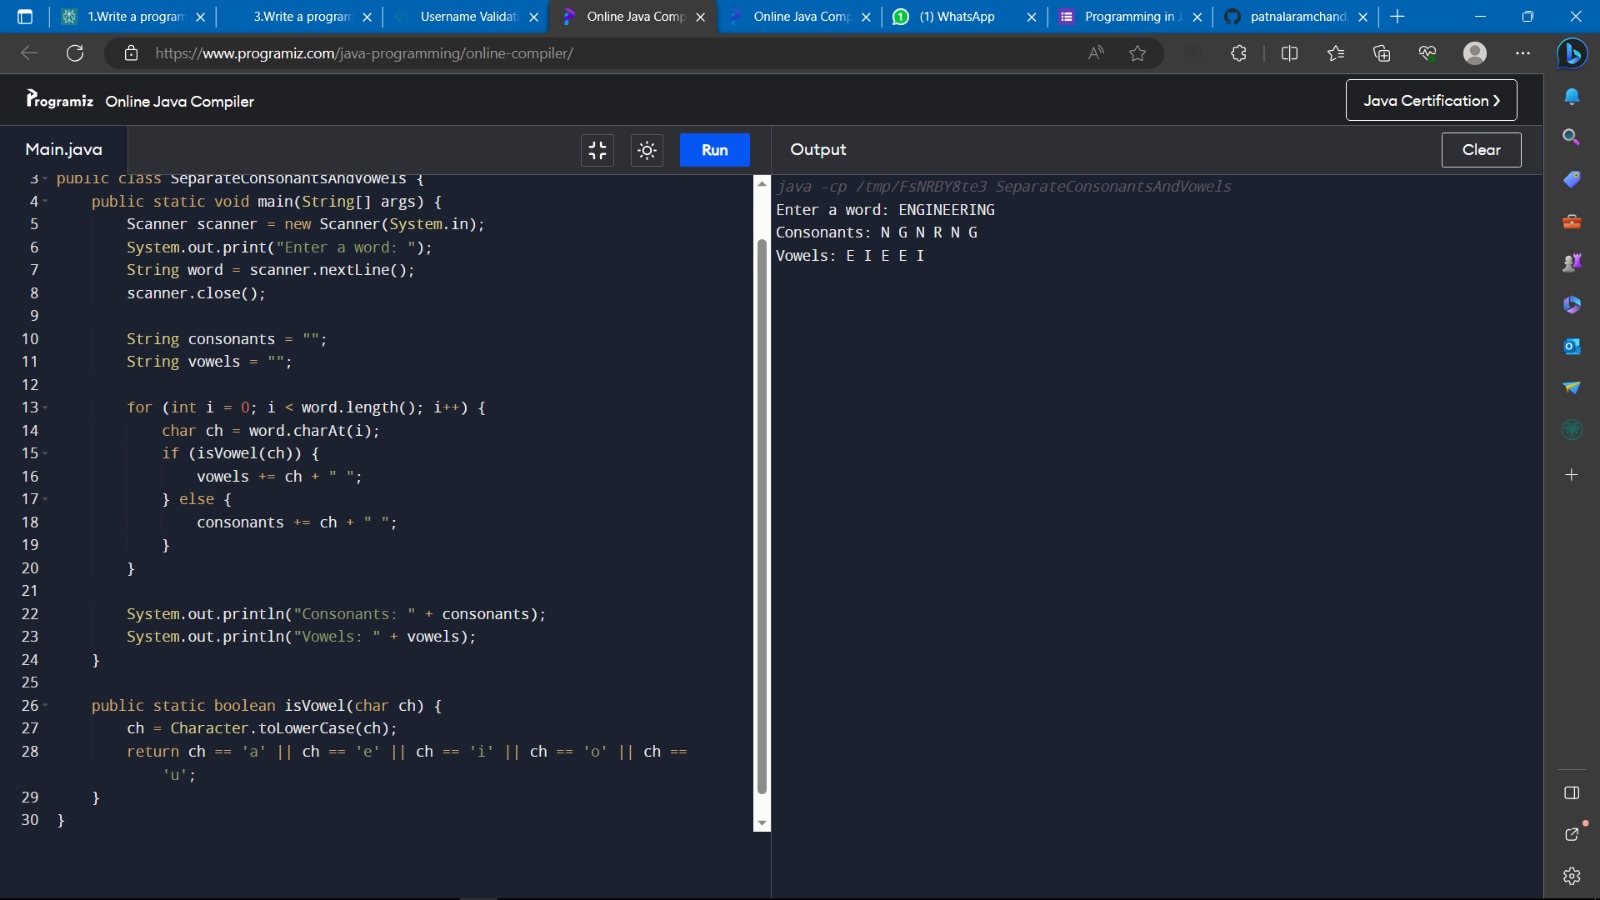 1.Write a program
3.Write a program
Username Validat
Online Java Comp
Online Java Comp
(1) WhatsApp
Programming in J
patnalaramchand
https://www.programiz.com/java-programming/online-compiler/
Programiz Online Java Compiler
Java Certification >
Main.java
Run
Output
Clear
3 public class SeparateConsonantsAndVowels {
4 public static void main(String[] args) {
5 Scanner scanner = new Scanner(System.in);
6 System.out.print("Enter a word: ");
7 String word = scanner.nextLine();
8 scanner.close();
9
10 String consonants = "";
11 String vowels = "";
12
13 for (int i = 0; i < word.length(); i++) {
14 char ch = word.charAt(i);
15 if (isVowel(ch)) {
16 vowels += ch + " ";
17 } else {
18 consonants += ch + " ";
19 }
20 }
21
22 System.out.println("Consonants: " + consonants);
23 System.out.println("Vowels: " + vowels);
24 }
25
26 public static boolean isVowel(char ch) {
27 ch = Character.toLowerCase(ch);
28 return ch == 'a' || ch == 'e' || ch == 'i' || ch == 'o' || ch ==
'u';
29 }
30 }
java -cp /tmp/FsNRBY8te3 SeparateConsonantsAndVowels
Enter a word: ENGINEERING
Consonants: N G N R N G
Vowels: E I E E I